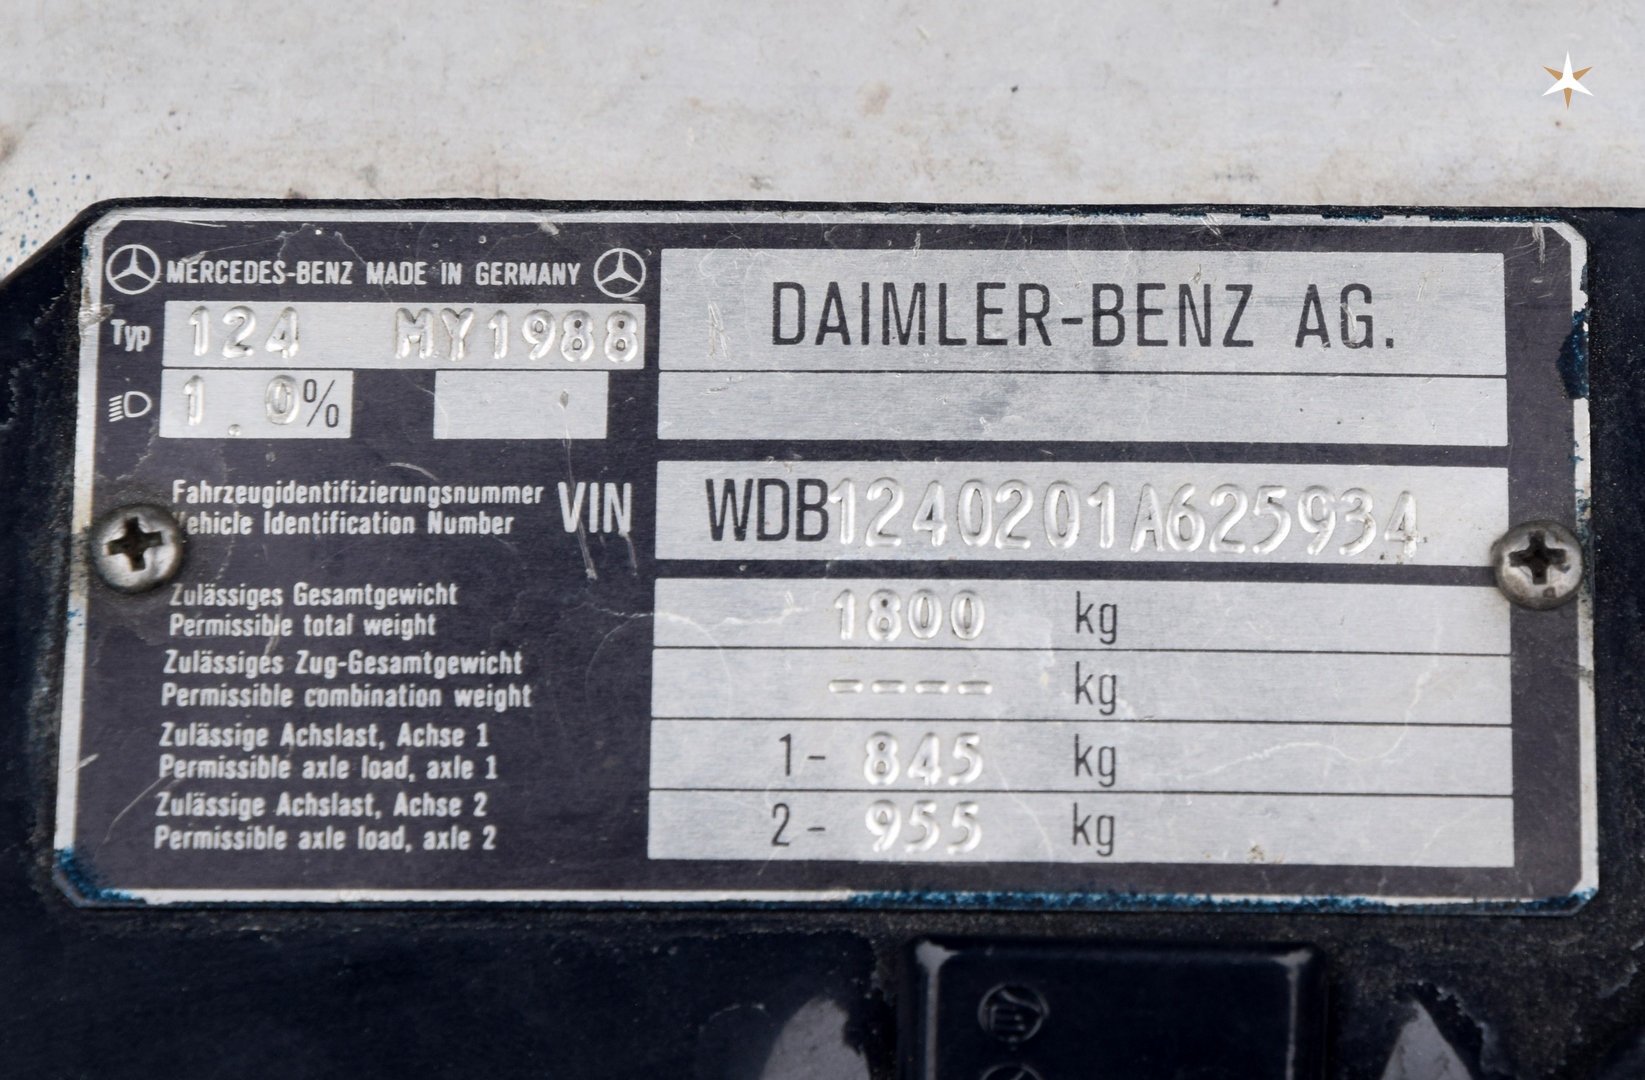 MERCEDES-BENZ MADE IN GERMANY
Typ 124 MY1988
1.0%
DAIMLER-BENZ AG.
Fahrzeugidentifizierungsnummer
Vehicle Identification Number
VIN WDB1240201A625934
Zulässiges Gesamtgewicht
Permissible total weight
1800 kg
Zulässiges Zug-Gesamtgewicht
Permissible combination weight
---- kg
Zulässige Achslast, Achse 1
Permissible axle load, axle 1
1- 845 kg
Zulässige Achslast, Achse 2
Permissible axle load, axle 2
2- 955 kg